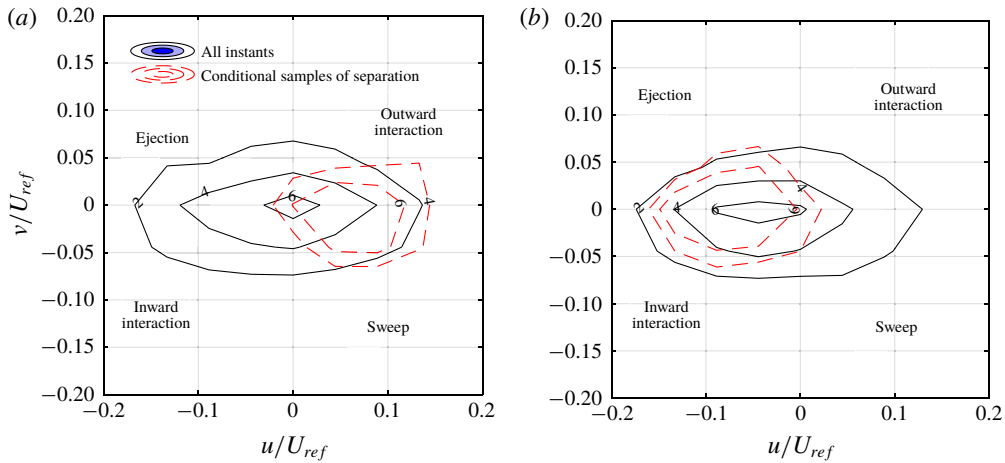 (a)
0.20
0.15
0.10
0.05
0
−0.05
−0.10
−0.15
−0.20
v/U_ref
All instants
Conditional samples of separation
Ejection
Outward
interaction
2
4
6
6
4
Inward
interaction
Sweep
−0.2
−0.1
0
0.1
0.2
u/U_ref
(b)
0.20
0.15
0.10
0.05
0
−0.05
−0.10
−0.15
−0.20
Ejection
Outward
interaction
2
4
6
6
4
Inward
interaction
Sweep
−0.2
−0.1
0
0.1
0.2
u/U_ref